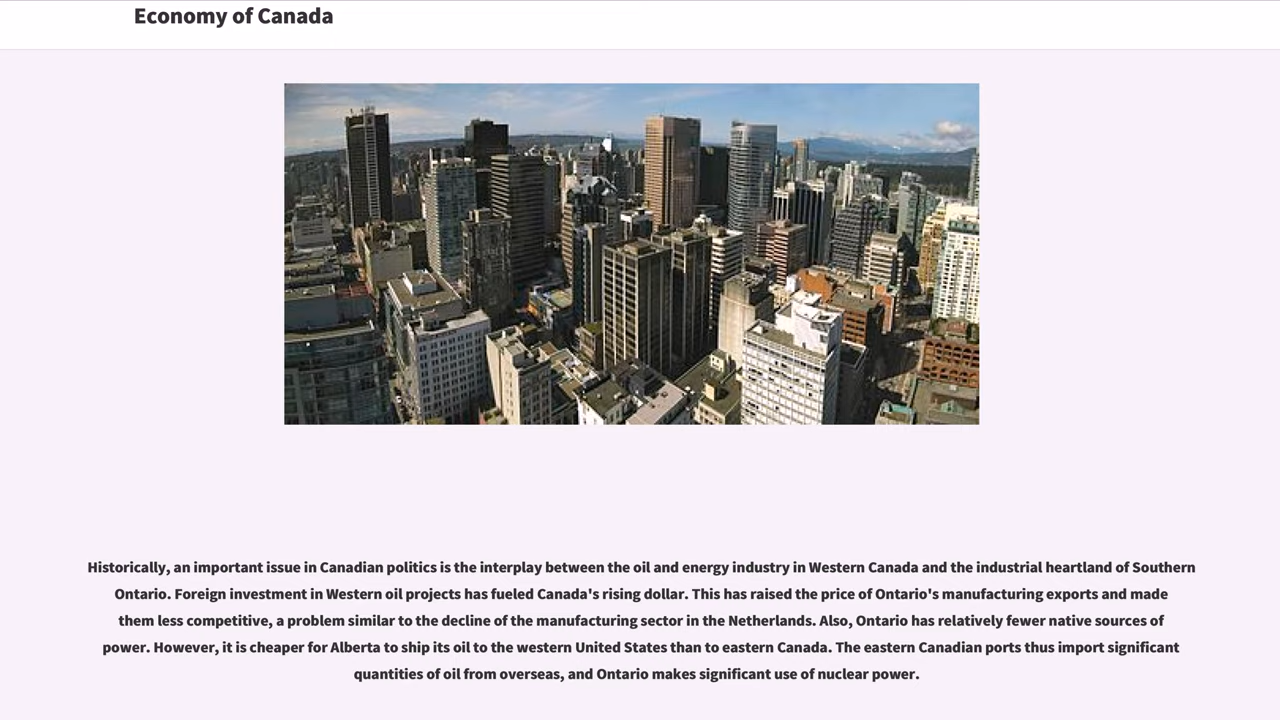 Economy of Canada
Historically, an important issue in Canadian politics is the interplay between the oil and energy industry in Western Canada and the industrial heartland of Southern
Ontario. Foreign investment in Western oil projects has fueled Canada's rising dollar. This has raised the price of Ontario's manufacturing exports and made
them less competitive, a problem similar to the decline of the manufacturing sector in the Netherlands. Also, Ontario has relatively fewer native sources of
power. However, it is cheaper for Alberta to ship its oil to the western United States than to eastern Canada. The eastern Canadian ports thus import significant
quantities of oil from overseas, and Ontario makes significant use of nuclear power.